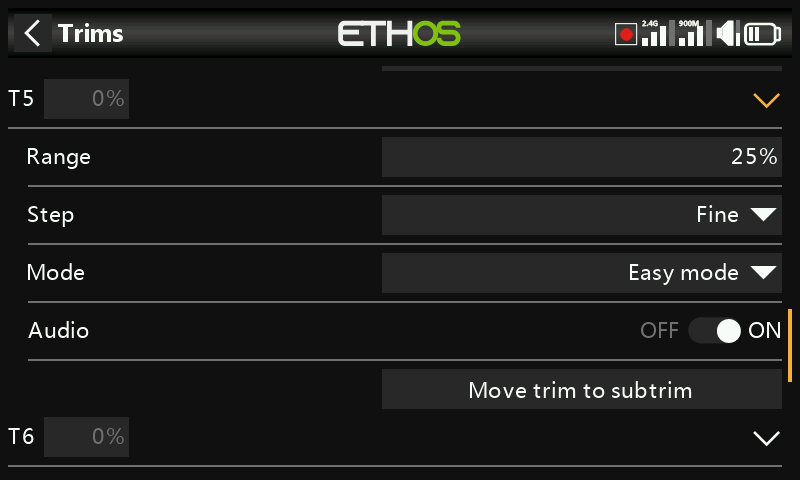 Trims
ETHOS
2.4G 900M
T5 0%
Range 25%
Step Fine
Mode Easy mode
Audio OFF ON
Move trim to subtrim
T6 0%